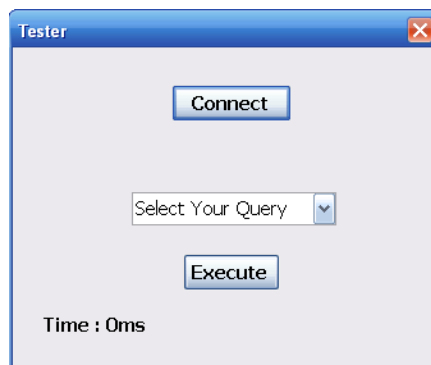 Tester
Connect
Select Your Query
Execute
Time : 0ms